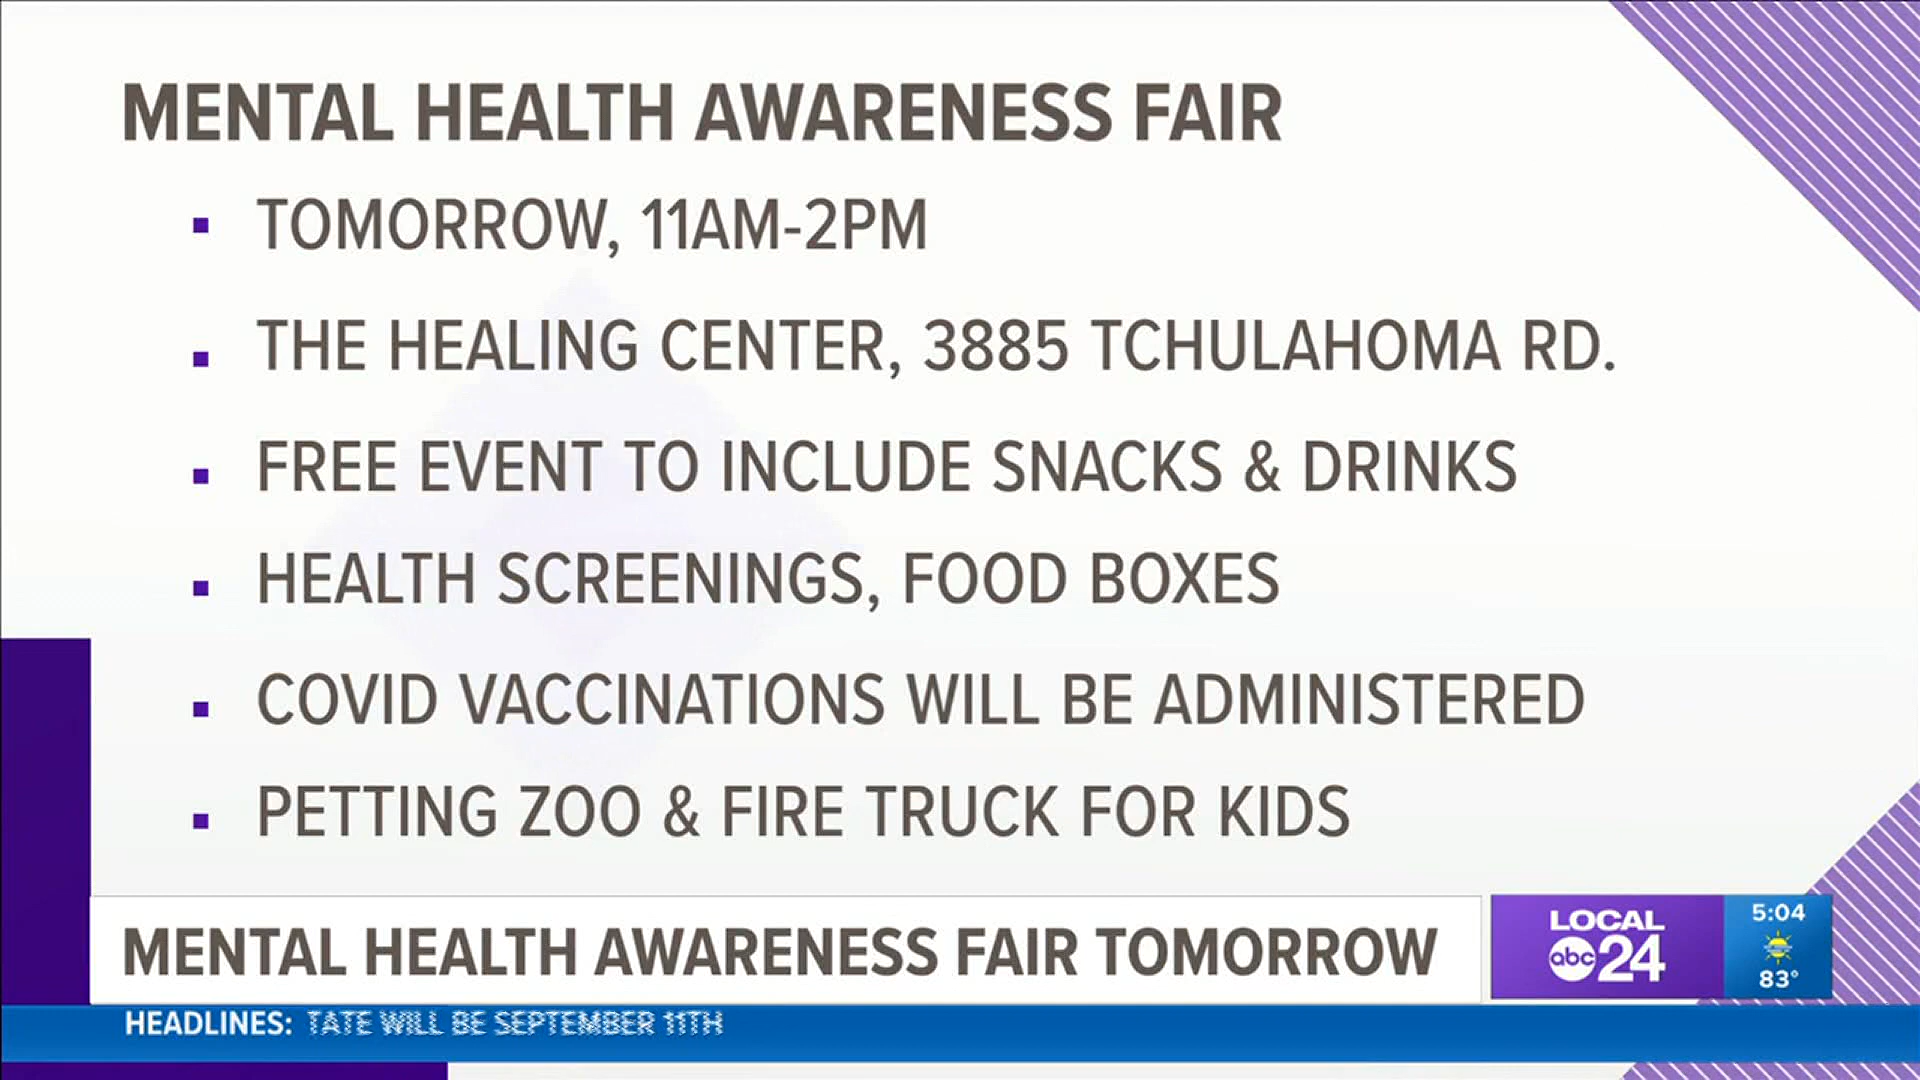 MENTAL HEALTH AWARENESS FAIR
▪ TOMORROW, 11AM-2PM
▪ THE HEALING CENTER, 3885 TCHULAHOMA RD.
▪ FREE EVENT TO INCLUDE SNACKS & DRINKS
▪ HEALTH SCREENINGS, FOOD BOXES
▪ COVID VACCINATIONS WILL BE ADMINISTERED
▪ PETTING ZOO & FIRE TRUCK FOR KIDS
MENTAL HEALTH AWARENESS FAIR TOMORROW
LOCAL
abc 24
5:04
83°
HEADLINES: TATE WILL BE SEPTEMBER 11TH